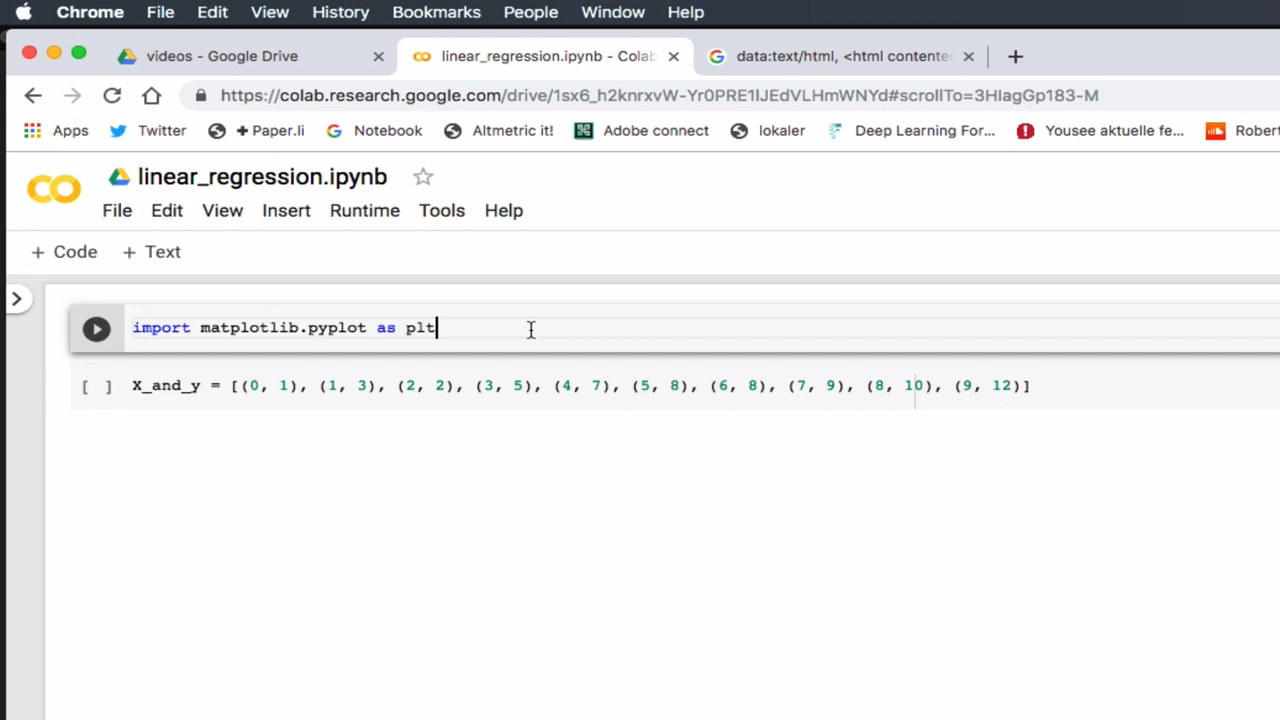 Chrome File Edit View History Bookmarks People Window Help
videos - Google Drive linear_regression.ipynb - Colab data:text/html, <html contente
https://colab.research.google.com/drive/1sx6_h2knrxvW-Yr0PRE1lJEdVLHmWNYd#scrollTo=3HIagGp183-M
Apps Twitter + Paper.li Notebook Altmetric it! Adobe connect lokaler Deep Learning For... Yousee aktuelle fe... Robert
linear_regression.ipynb
File Edit View Insert Runtime Tools Help
+ Code + Text
import matplotlib.pyplot as plt
[ ] X_and_y = [(0, 1), (1, 3), (2, 2), (3, 5), (4, 7), (5, 8), (6, 8), (7, 9), (8, 10), (9, 12)]